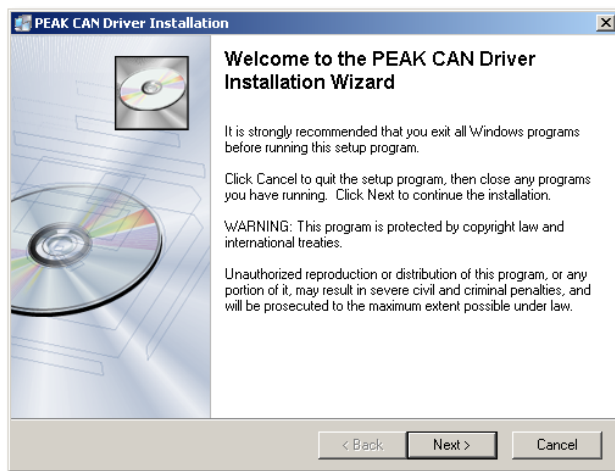 PEAK CAN Driver Installation
Welcome to the PEAK CAN Driver
Installation Wizard
It is strongly recommended that you exit all Windows programs
before running this setup program.
Click Cancel to quit the setup program, then close any programs
you have running. Click Next to continue the installation.
WARNING: This program is protected by copyright law and
international treaties.
Unauthorized reproduction or distribution of this program, or any
portion of it, may result in severe civil and criminal penalties, and
will be prosecuted to the maximum extent possible under law.
< Back Next > Cancel